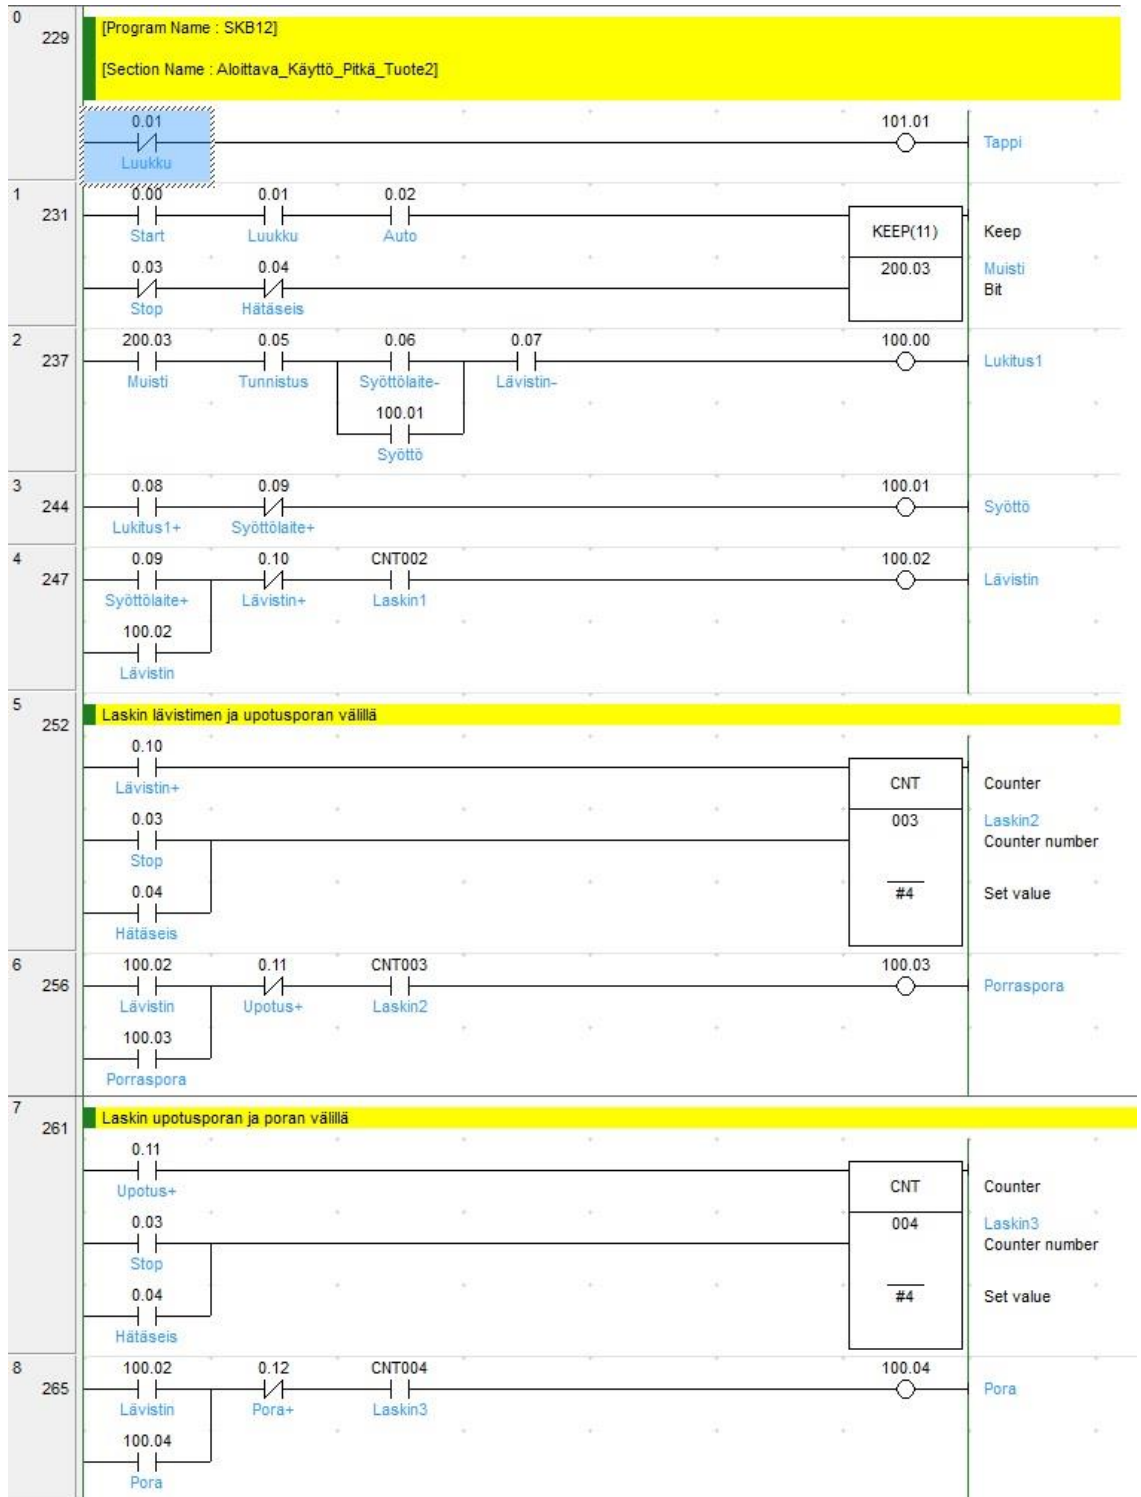 0
229
[Program Name : SKB12]
[Section Name : Aloittava_Käyttö_Pitkä_Tuote2]
0.01 101.01
Luukku Tappi
1
231
0.00 0.01 0.02
Start Luukku Auto
KEEP(11) Keep
0.03 0.04 200.03 Muisti
Stop Hätäseis Bit
2
237
200.03 0.05 0.06 0.07 100.00
Muisti Tunnistus Syöttölaite- Lävistin- Lukitus1
100.01
Syöttö
3
244
0.08 0.09 100.01
Lukitus1+ Syöttölaite+ Syöttö
4
247
0.09 0.10 CNT002 100.02
Syöttölaite+ Lävistin+ Laskin1 Lävistin
100.02
Lävistin
5
252
Laskin lävistimen ja upotusporan välillä
0.10
Lävistin+
CNT Counter
0.03 003 Laskin2
Stop Counter number
0.04 #4 Set value
Hätäseis
6
256
100.02 0.11 CNT003 100.03
Lävistin Upotus+ Laskin2 Porraspora
100.03
Porraspora
7
261
Laskin upotusporan ja poran välillä
0.11
Upotus+
CNT Counter
0.03 004 Laskin3
Stop Counter number
0.04 #4 Set value
Hätäseis
8
265
100.02 0.12 CNT004 100.04
Lävistin Pora+ Laskin3 Pora
100.04
Pora